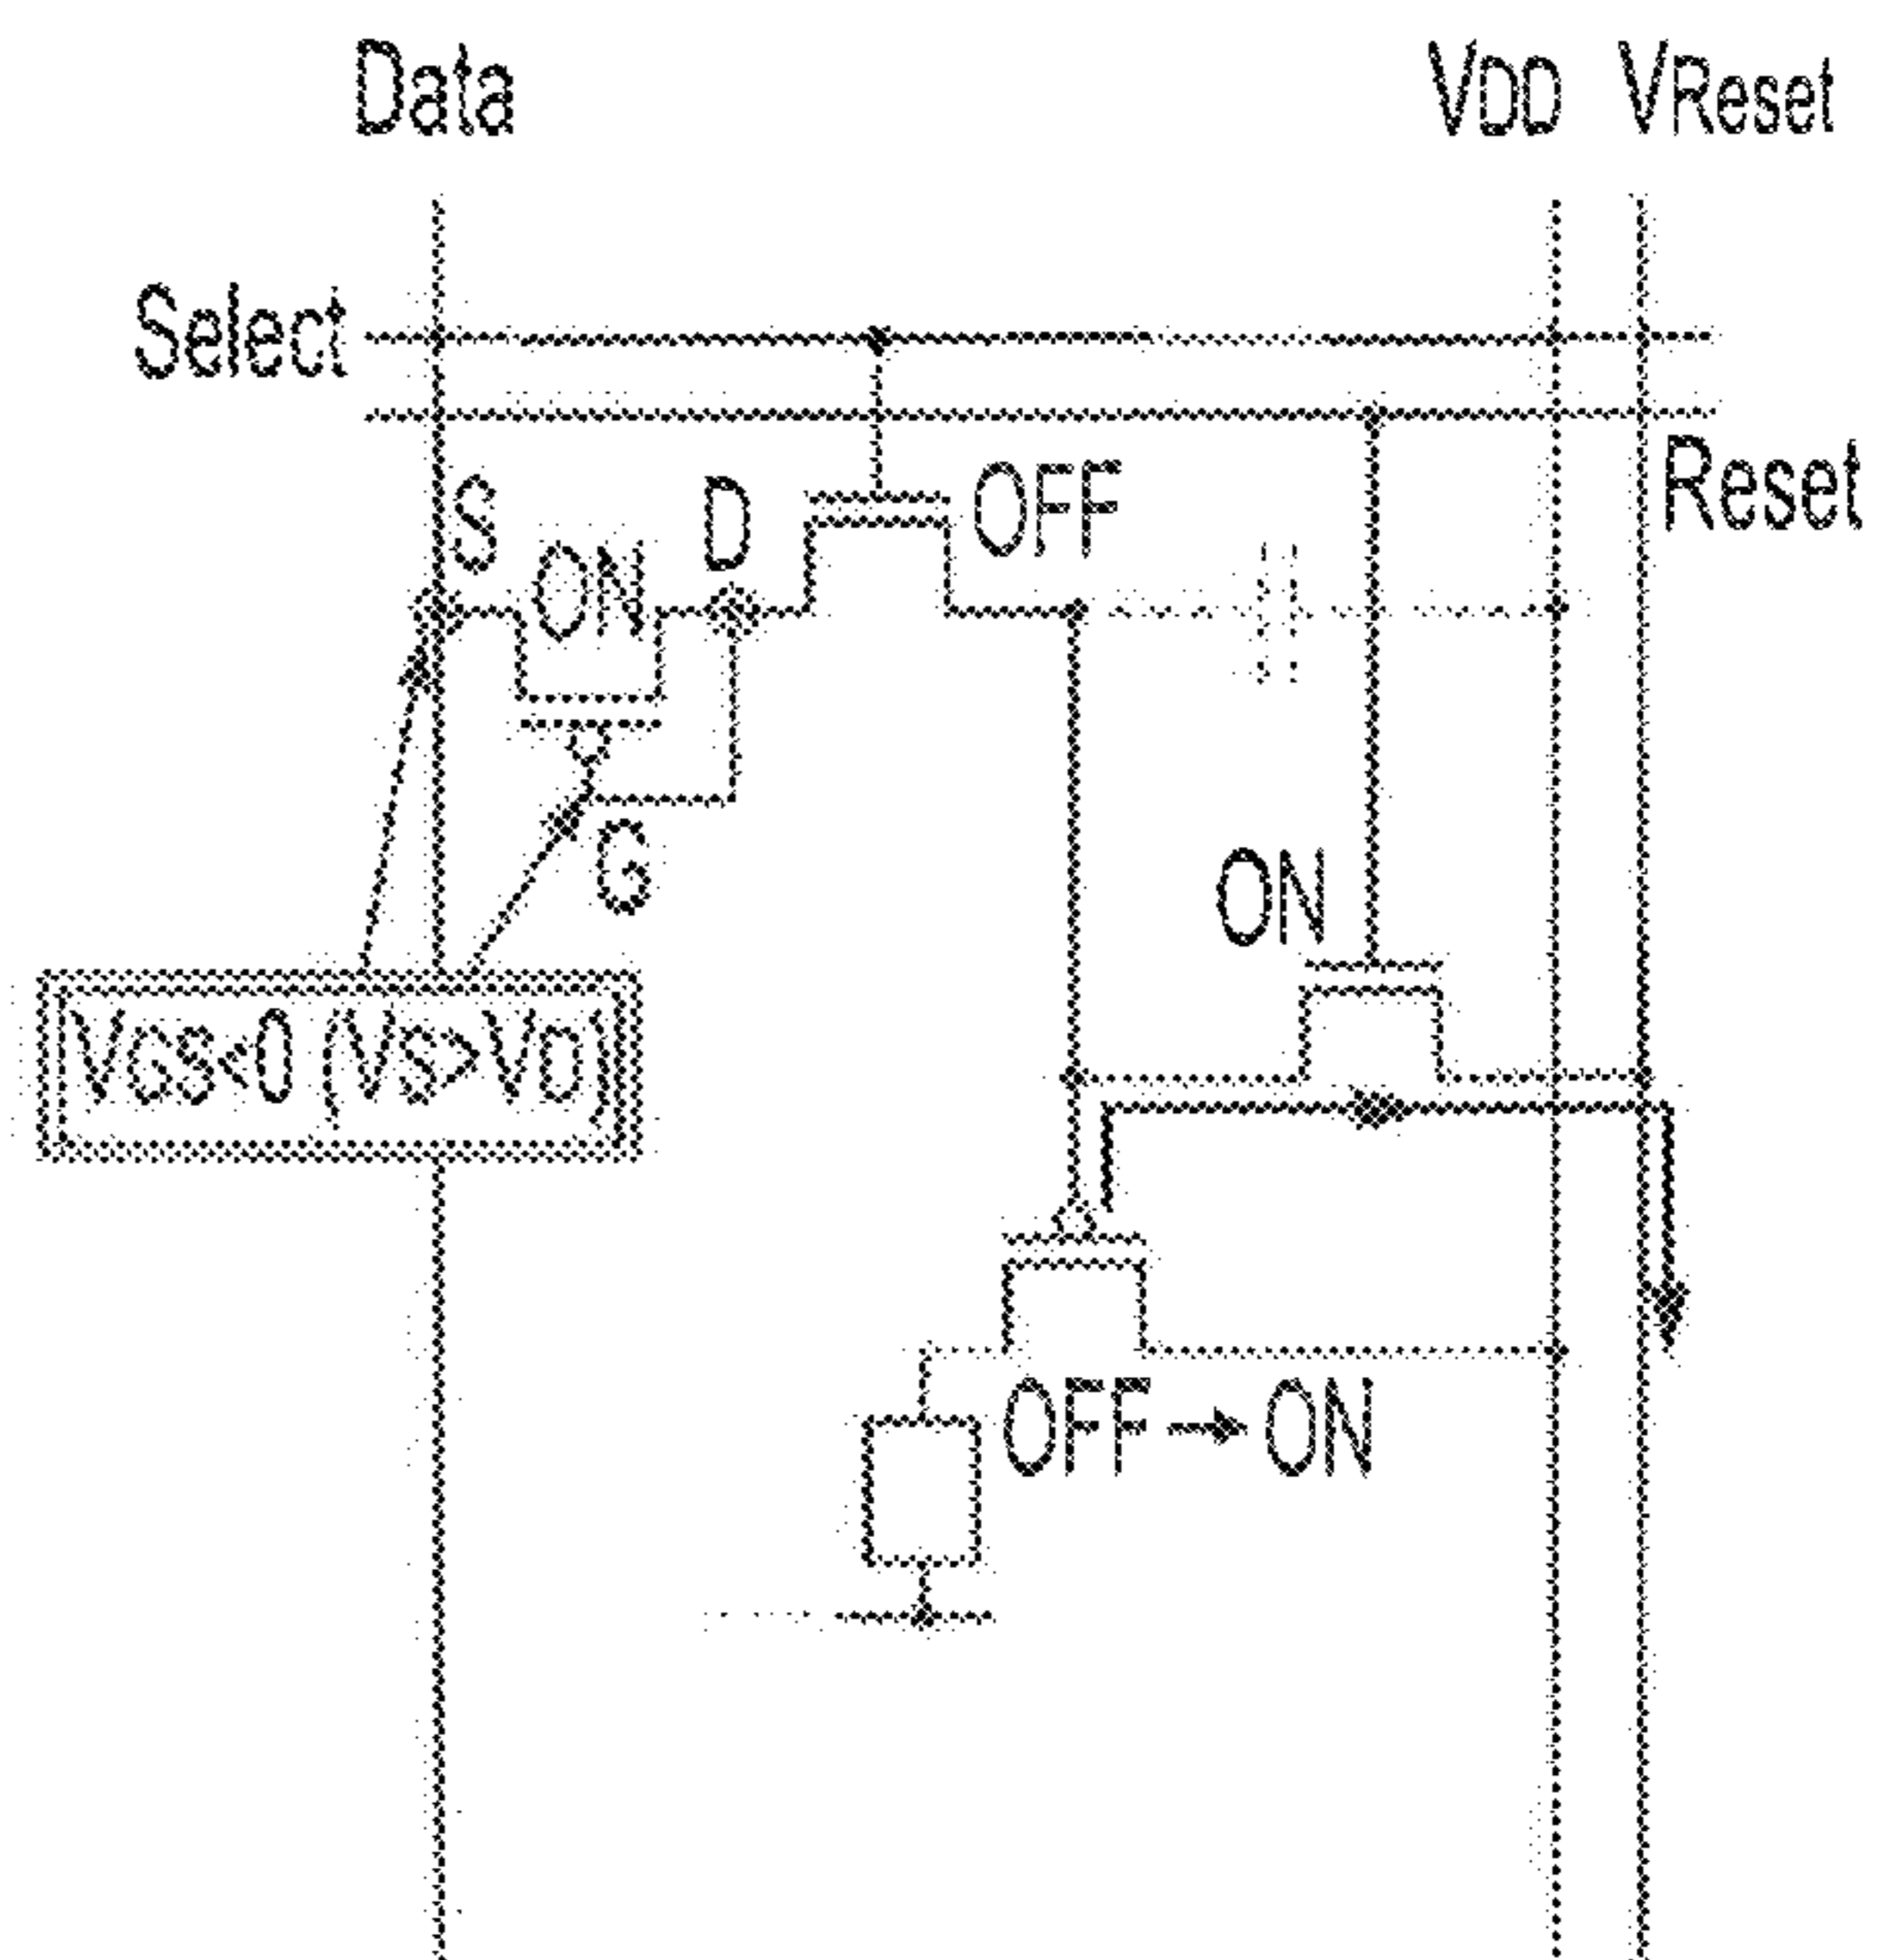 Data
VDD VReset
Select
Reset
S
ON
D
OFF
G
ON
VGS<0 (VS>VD)
OFF → ON